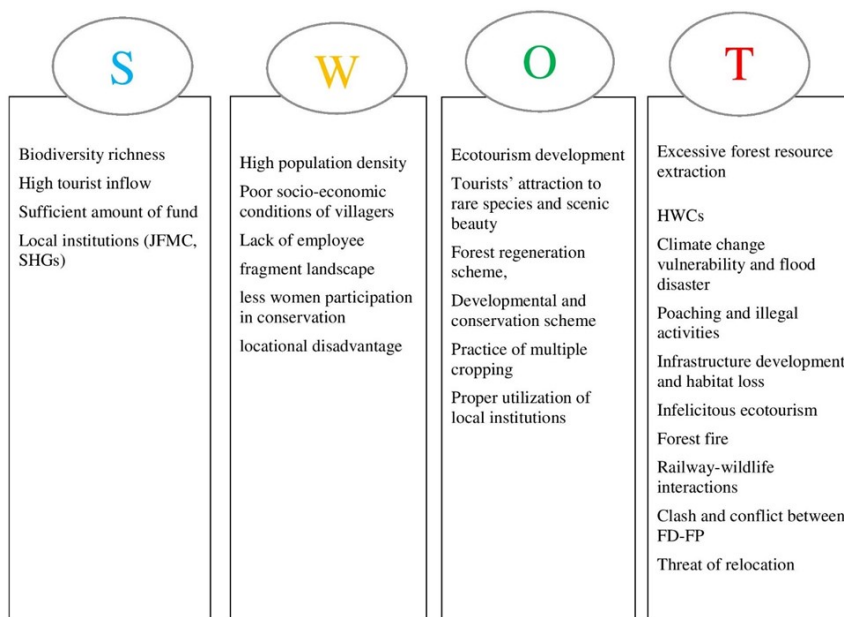 S
Biodiversity richness
High tourist inflow
Sufficient amount of fund
Local institutions (JFMC,
SHGs)
W
High population density
Poor socio-economic
conditions of villagers
Lack of employee
fragment landscape
less women participation
in conservation
locational disadvantage
O
Ecotourism development
Tourists’ attraction to
rare species and scenic
beauty
Forest regeneration
scheme,
Developmental and
conservation scheme
Practice of multiple
cropping
Proper utilization of
local institutions
T
Excessive forest resource
extraction
HWCs
Climate change
vulnerability and flood
disaster
Poaching and illegal
activities
Infrastructure development
and habitat loss
Infelicitous ecotourism
Forest fire
Railway-wildlife
interactions
Clash and conflict between
FD-FP
Threat of relocation